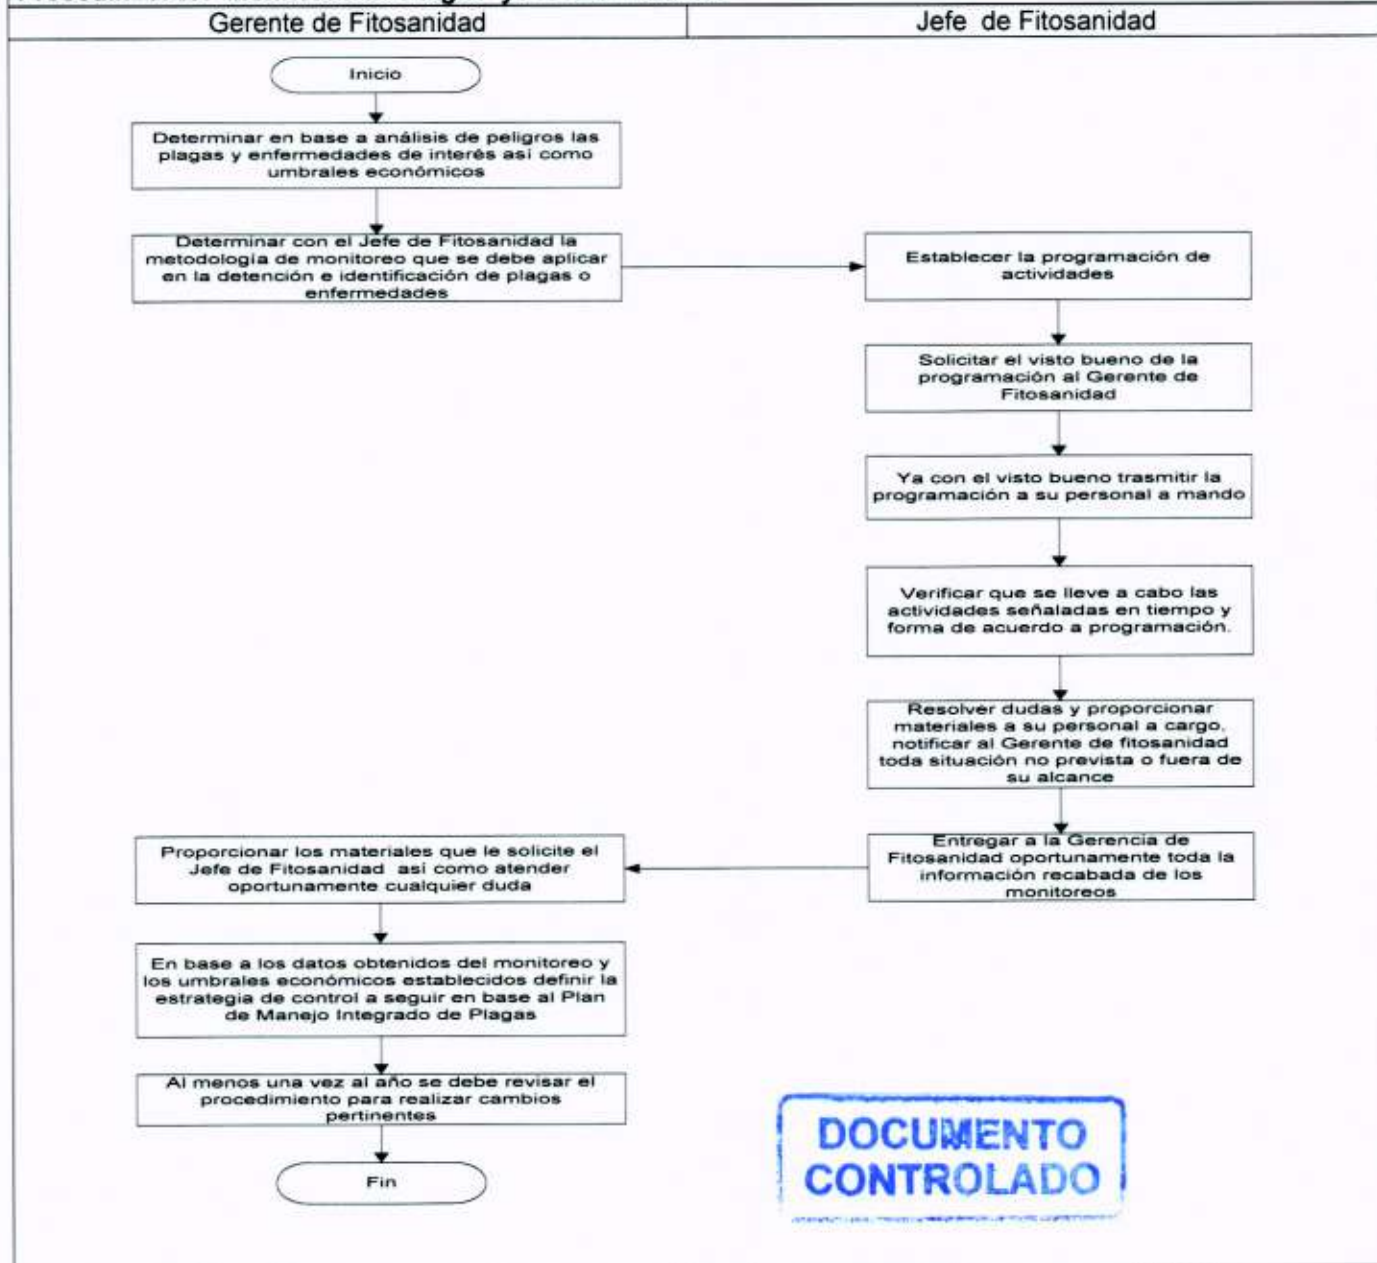 Gerente de Fitosanidad
Jefe de Fitosanidad
Inicio
Determinar en base a análisis de peligros las
plagas y enfermedades de interés así como
umbrales económicos
Determinar con el Jefe de Fitosanidad la
metodología de monitoreo que se debe aplicar
en la detención e identificación de plagas o
enfermedades
Establecer la programación de
actividades
Solicitar el visto bueno de la
programación al Gerente de
Fitosanidad
Ya con el visto bueno trasmitir la
programación a su personal a mando
Verificar que se lleve a cabo las
actividades señaladas en tiempo y
forma de acuerdo a programación.
Resolver dudas y proporcionar
materiales a su personal a cargo,
notificar al Gerente de fitosanidad
toda situación no prevista o fuera de
su alcance
Entregar a la Gerencia de
Fitosanidad oportunamente toda la
información recabada de los
monitoreos
Proporcionar los materiales que le solicite el
Jefe de Fitosanidad así como atender
oportunamente cualquier duda
En base a los datos obtenidos del monitoreo y
los umbrales económicos establecidos definir la
estrategia de control a seguir en base al Plan
de Manejo Integrado de Plagas
Al menos una vez al año se debe revisar el
procedimiento para realizar cambios
pertinentes
Fin
DOCUMENTO
CONTROLADO